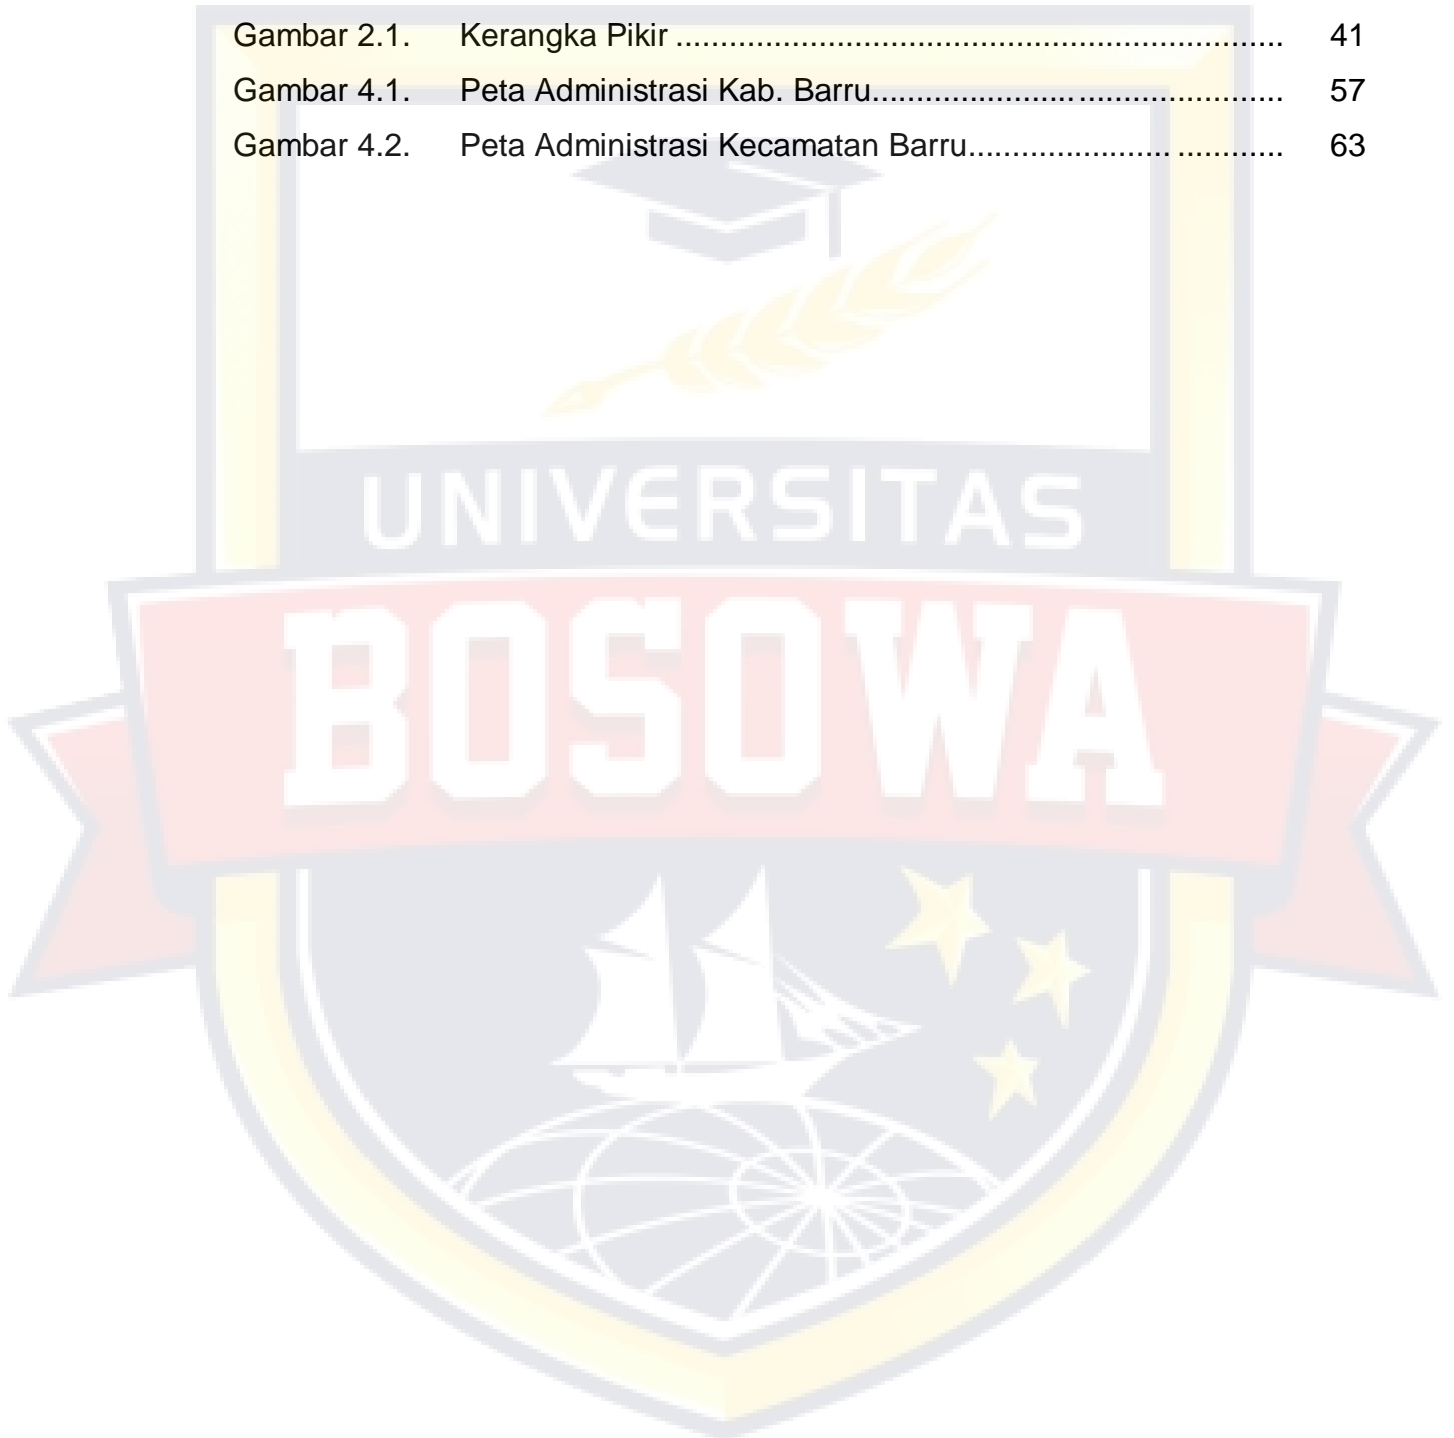 Gambar 2.1. Kerangka Pikir .................................................................... 41
Gambar 4.1. Peta Administrasi Kab. Barru.............................................. 57
Gambar 4.2. Peta Administrasi Kecamatan Barru................................... 63
UNIVERSITAS
BOSOWA